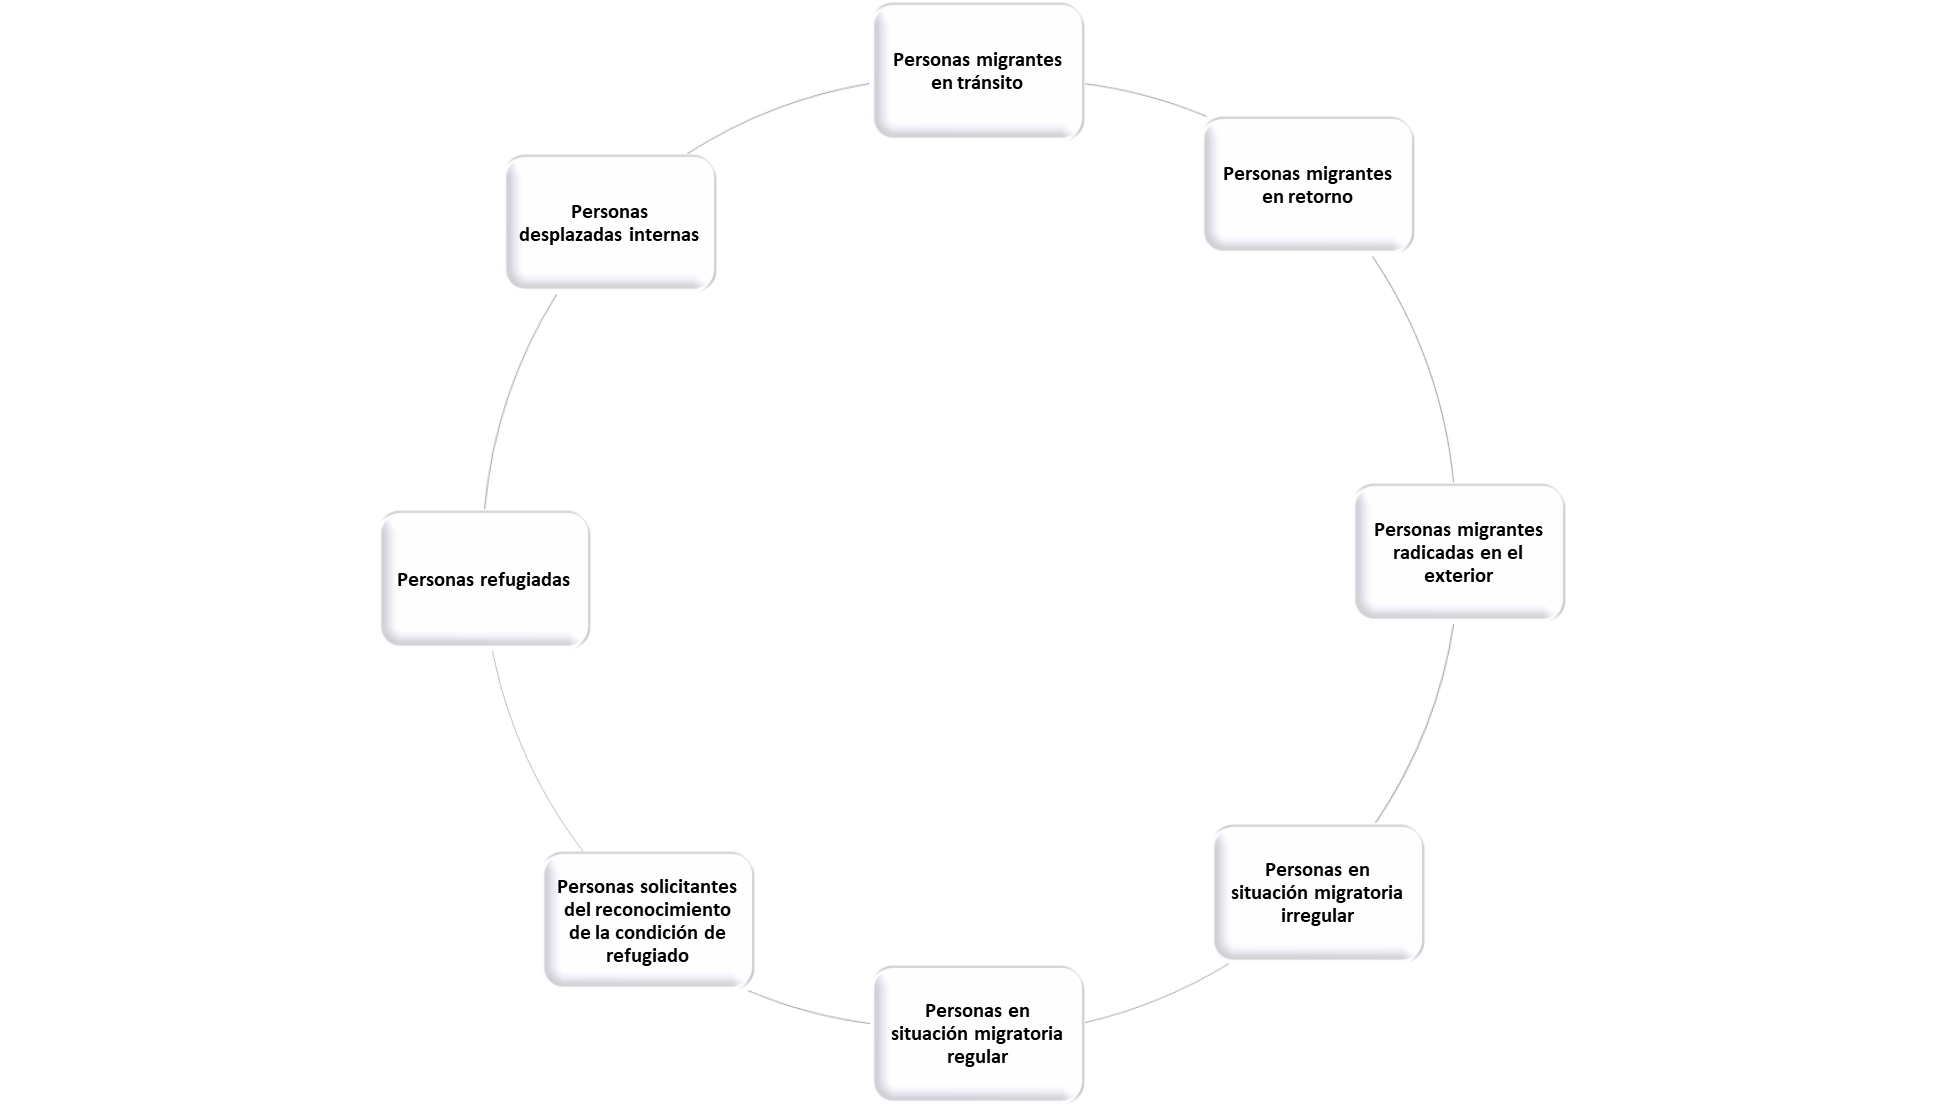 Personas migrantes
en tránsito
Personas migrantes
en retorno
Personas migrantes
radicadas en el
exterior
Personas en
situación migratoria
irregular
Personas en
situación migratoria
regular
Personas solicitantes
del reconocimiento
de la condición de
refugiado
Personas refugiadas
Personas
desplazadas internas